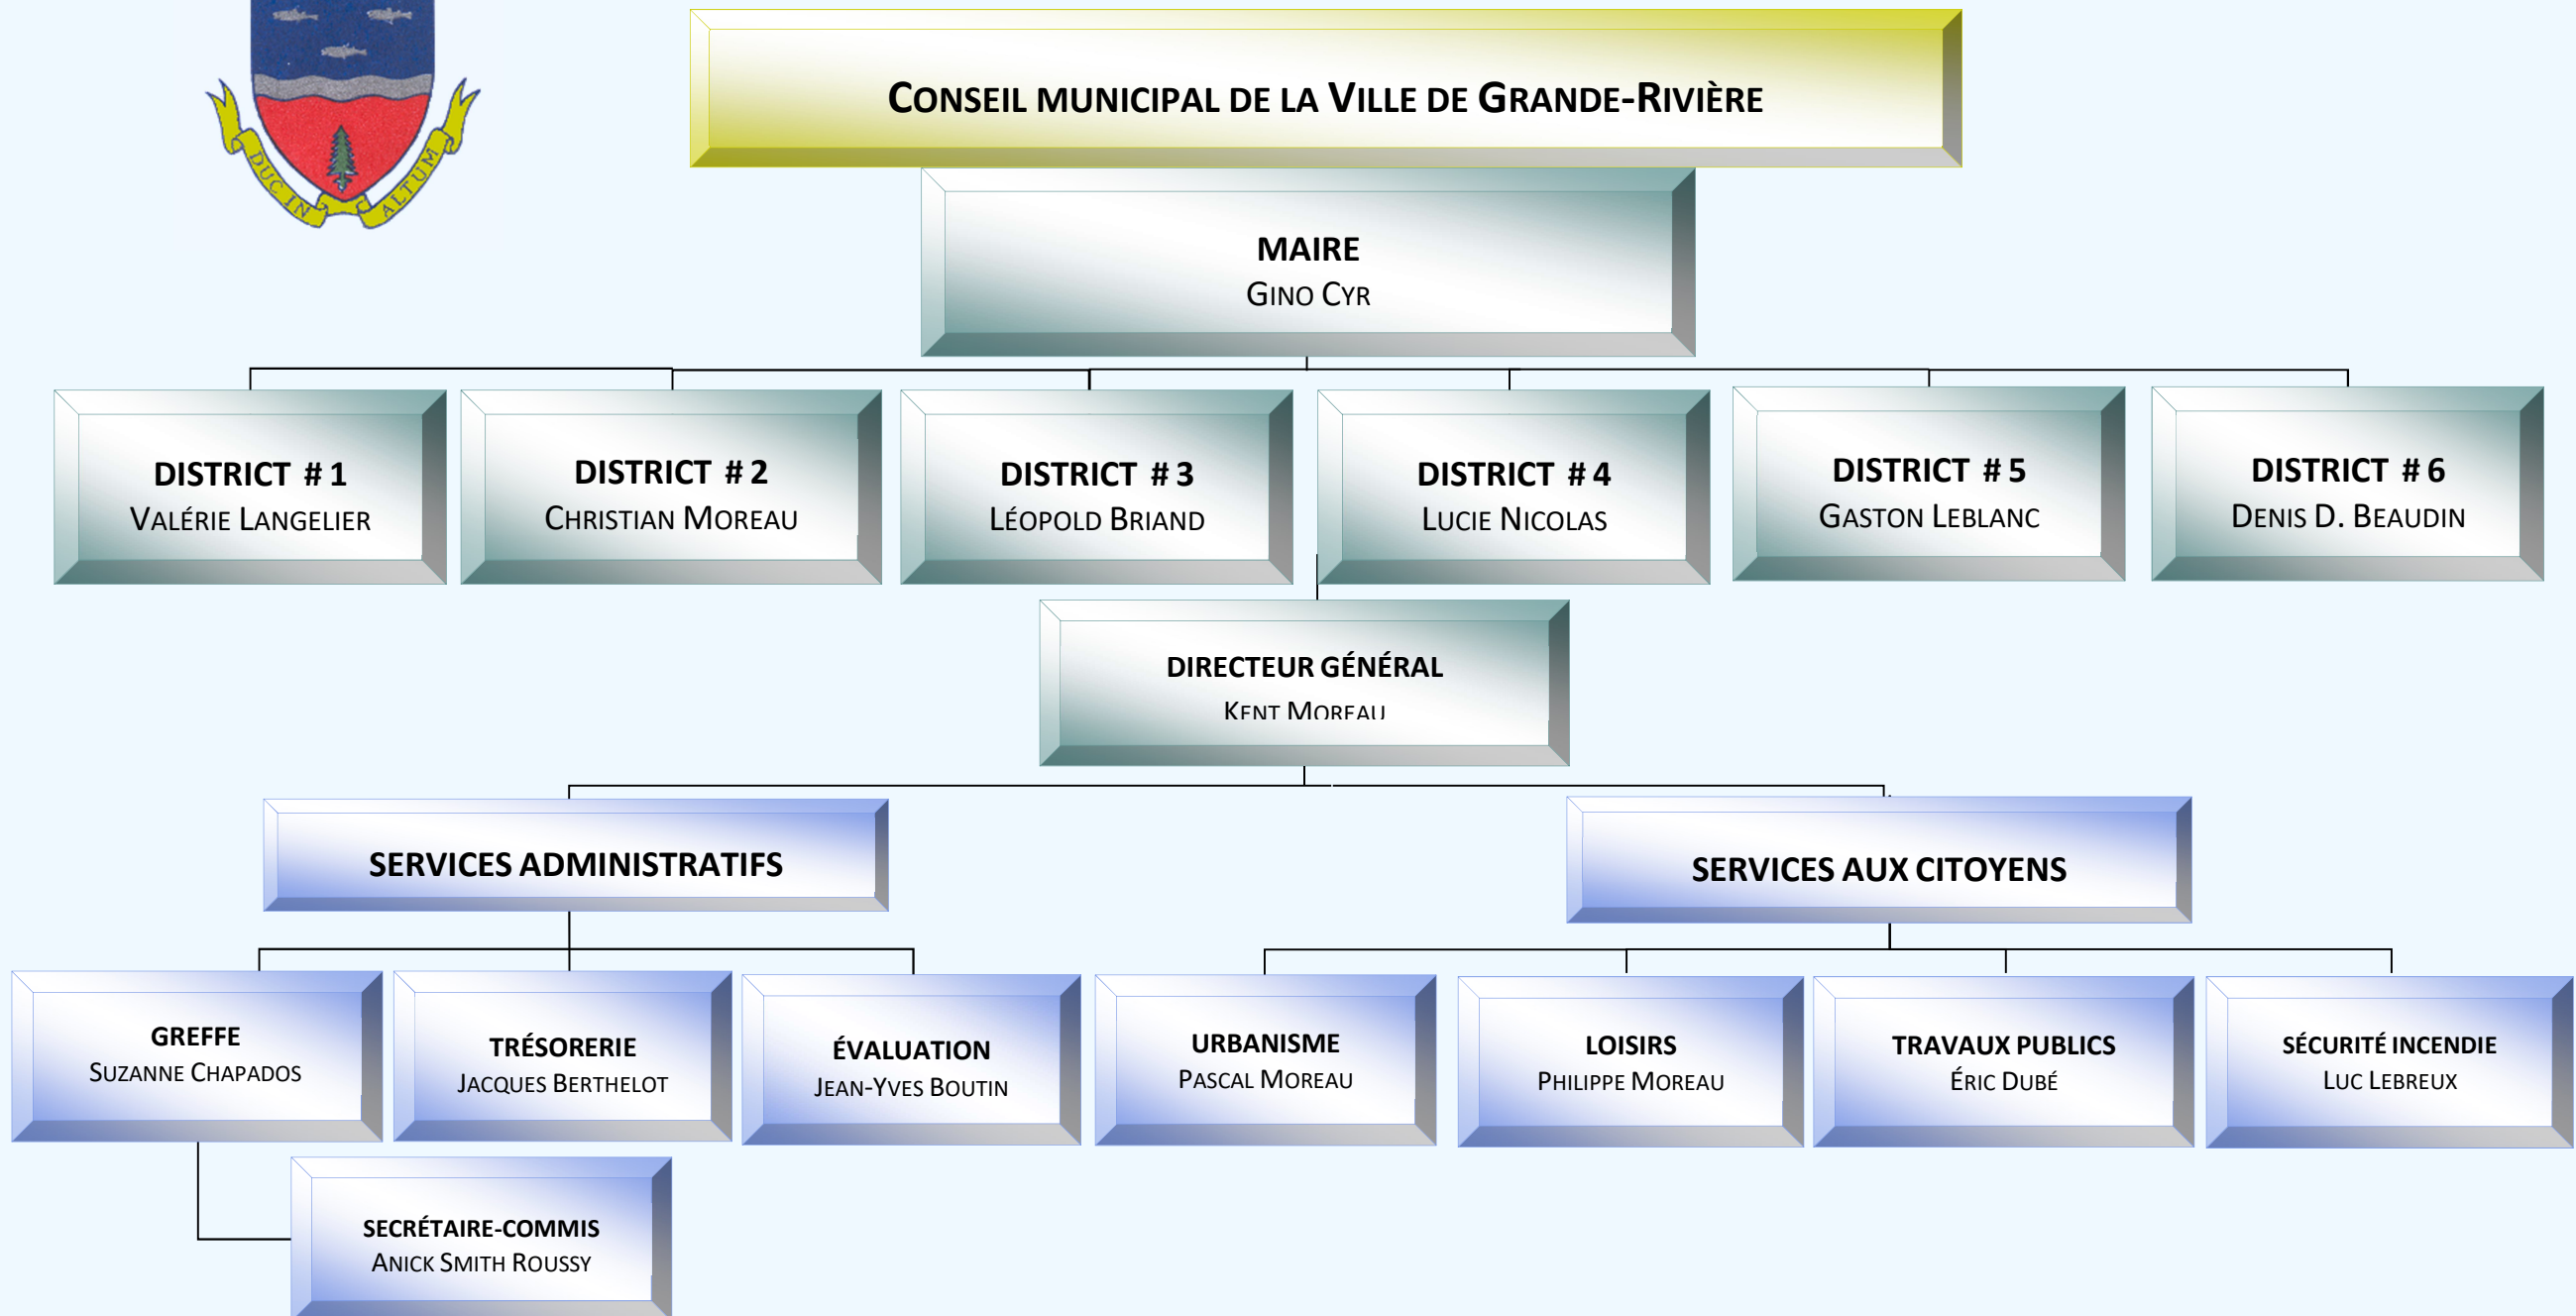 DUC IN ALTUM
CONSEIL MUNICIPAL DE LA VILLE DE GRANDE-RIVIÈRE
MAIRE
GINO CYR
DISTRICT # 1
VALÉRIE LANGELIER
DISTRICT # 2
CHRISTIAN MOREAU
DISTRICT # 3
LÉOPOLD BRIAND
DISTRICT # 4
LUCIE NICOLAS
DISTRICT # 5
GASTON LEBLANC
DISTRICT # 6
DENIS D. BEAUDIN
DIRECTEUR GÉNÉRAL
KENT MOREAU
SERVICES ADMINISTRATIFS
SERVICES AUX CITOYENS
GREFFE
SUZANNE CHAPADOS
TRÉSORERIE
JACQUES BERTHELOT
ÉVALUATION
JEAN-YVES BOUTIN
URBANISME
PASCAL MOREAU
LOISIRS
PHILIPPE MOREAU
TRAVAUX PUBLICS
ÉRIC DUBÉ
SÉCURITÉ INCENDIE
LUC LEBREUX
SECRÉTAIRE-COMMIS
ANICK SMITH ROUSSY